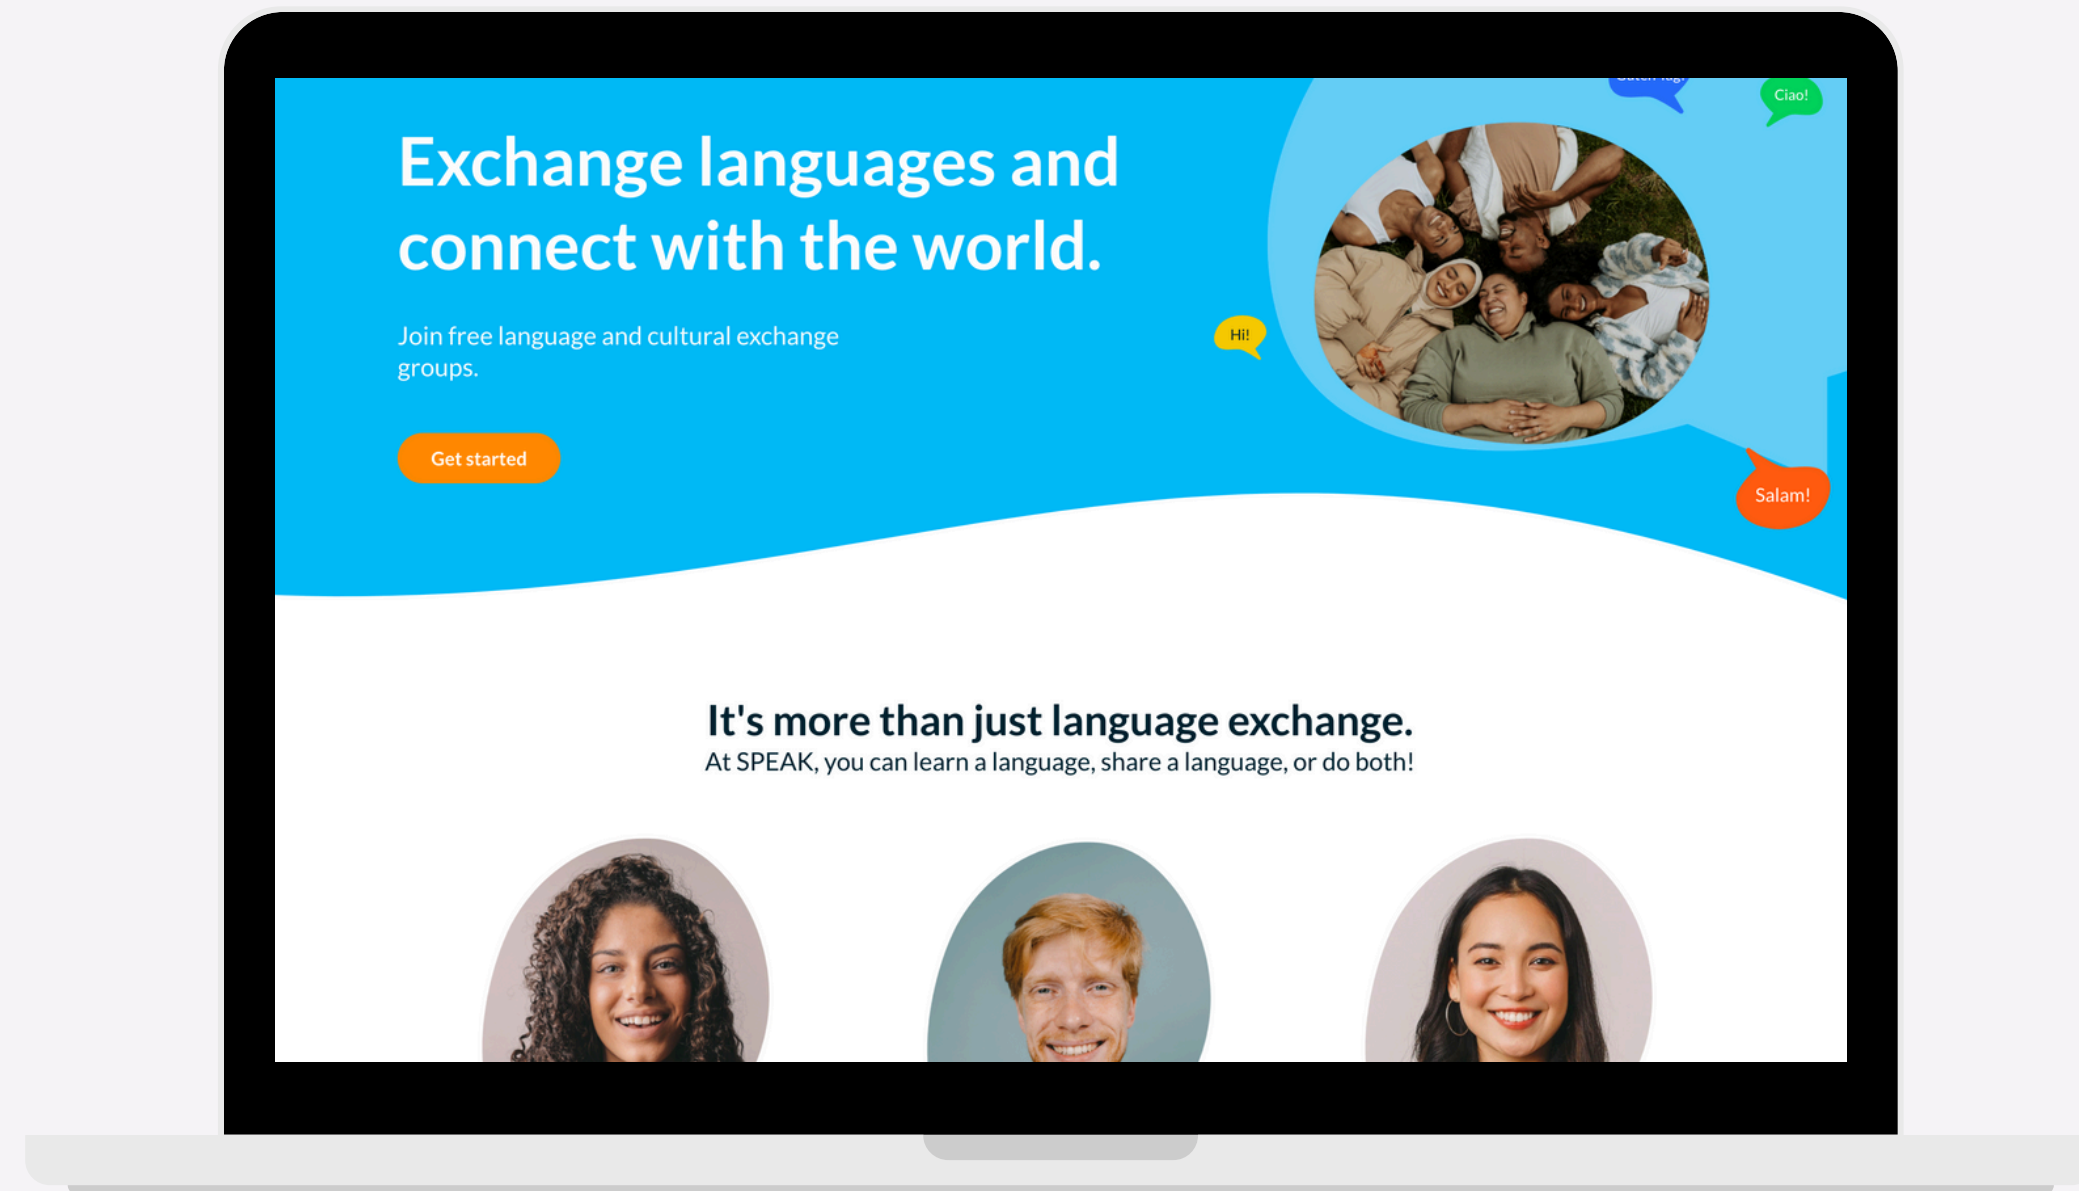 Ciao!
Exchange languages and
connect with the world.
Join free language and cultural exchange
groups.
Hi!
Get started
Salam!
It's more than just language exchange.
At SPEAK, you can learn a language, share a language, or do both!